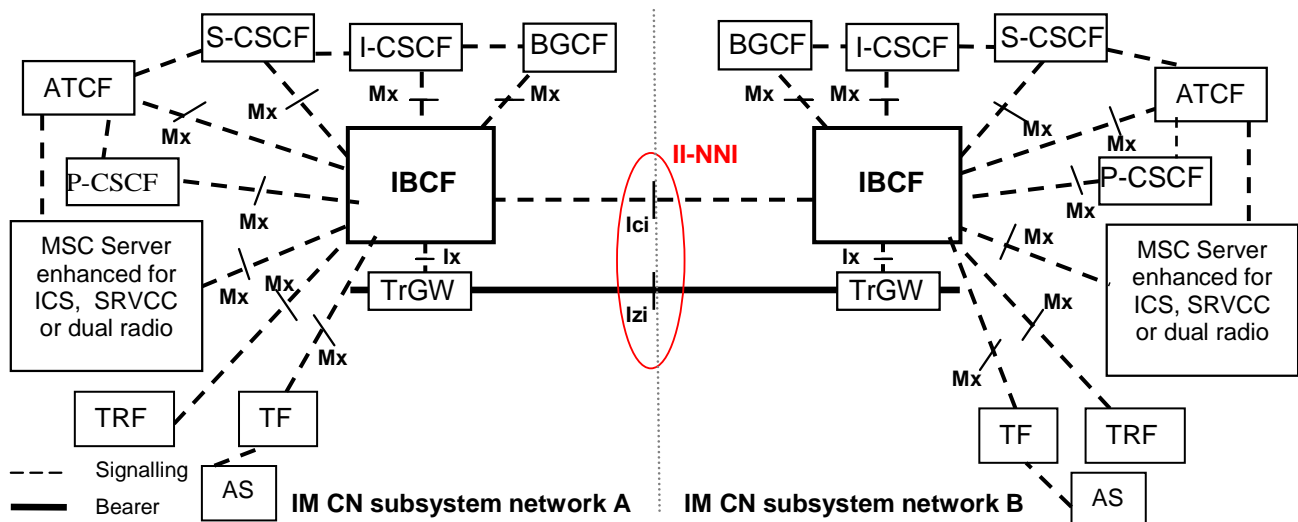 S-CSCF
I-CSCF
BGCF
BGCF
I-CSCF
S-CSCF
ATCF
ATCF
Mx
Mx
Mx
Mx
Mx
Mx
Mx
Mx
II-NNI
P-CSCF
IBCF
IBCF
P-CSCF
Mx
Ici
Mx
MSC Server
enhanced for
ICS, SRVCC
or dual radio
Mx
Mx
Mx
Ix
Ix
Mx
Mx
Mx
MSC Server
enhanced for
ICS, SRVCC
or dual radio
TrGW
TrGW
Izi
TRF
TF
TF
TRF
Signalling
AS
AS
Bearer
IM CN subsystem network A
IM CN subsystem network B